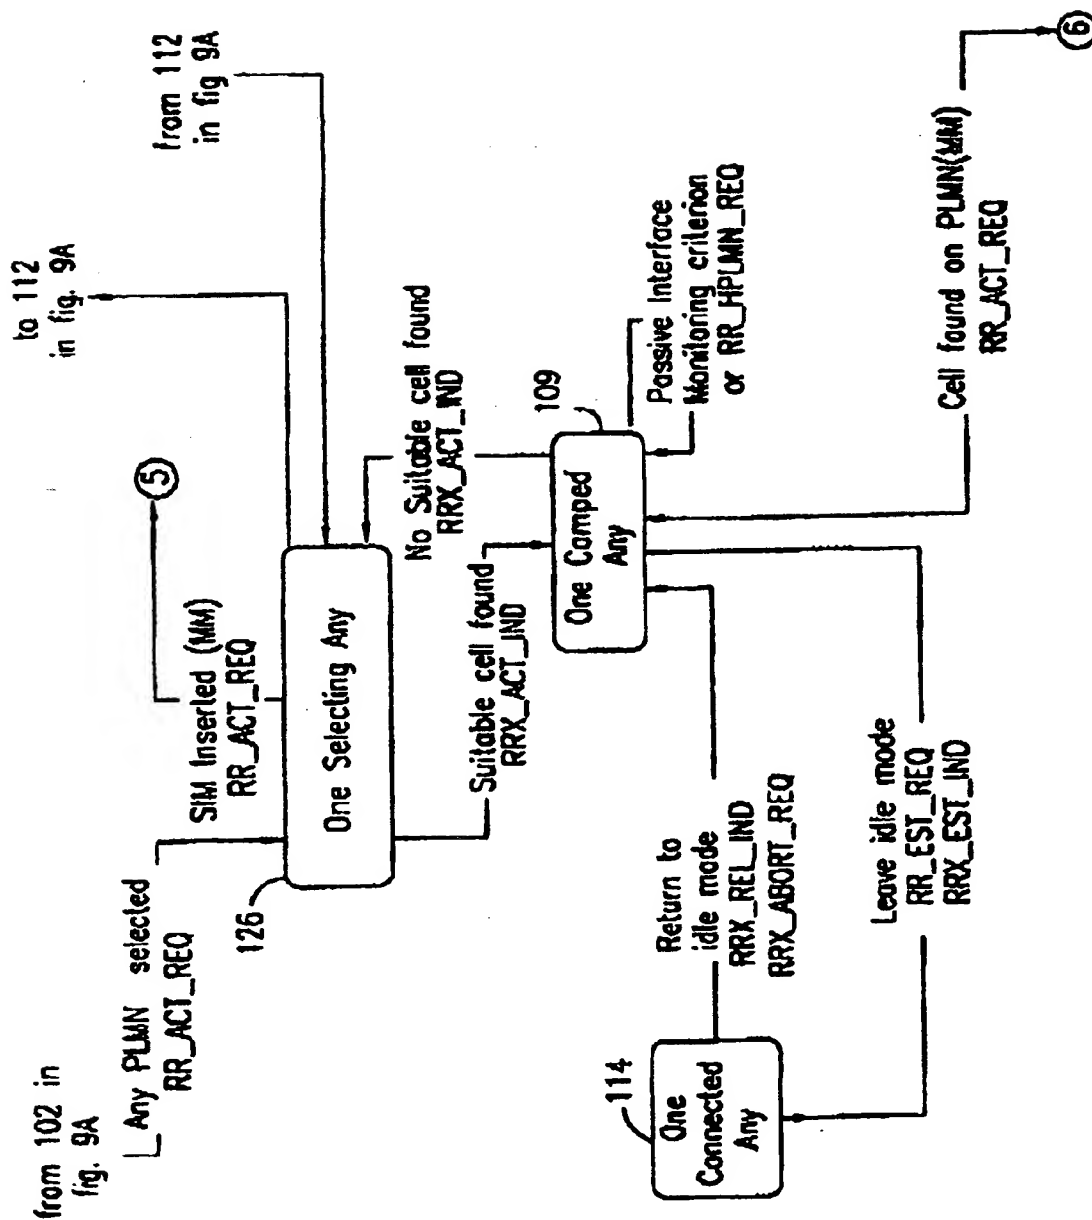 from 102 in
fig. 9A
Any PLMN selected
RR_ACT_REQ
126
SIM Inserted (MM)
RR_ACT_REQ
5
to 112
in fig. 9A
from 112
in fig 9A
One Selecting Any
Suitable cell found
RRX_ACT_IND
No Suitable cell found
RRX_ACT_IND
109
One Camped
Any
Passive Interface
Monitoring criterion
or RR_HPLMN_REQ
114
One
Connected
Any
Return to
idle mode
RRX_REL_IND
RRX_ABORT_REQ
Leave idle mode
RR_EST_REQ
RRX_EST_IND
Cell found on PLMN(MM)
RR_ACT_REQ
6